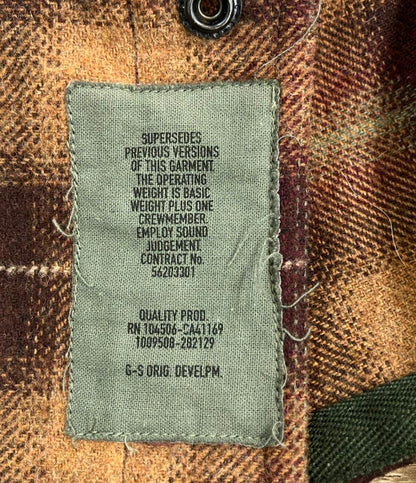 SUPERSEDES
PREVIOUS VERSIONS
OF THIS GARMENT.
THE OPERATING
WEIGHT IS BASIC
WEIGHT PLUS ONE
CREWMEMBER.
EMPLOY SOUND
JUDGEMENT.
CONTRACT No.
56203301
QUALITY PROD.
RN 104506-CA41169
1009508-282129
G-S ORIG. DEVELPM.